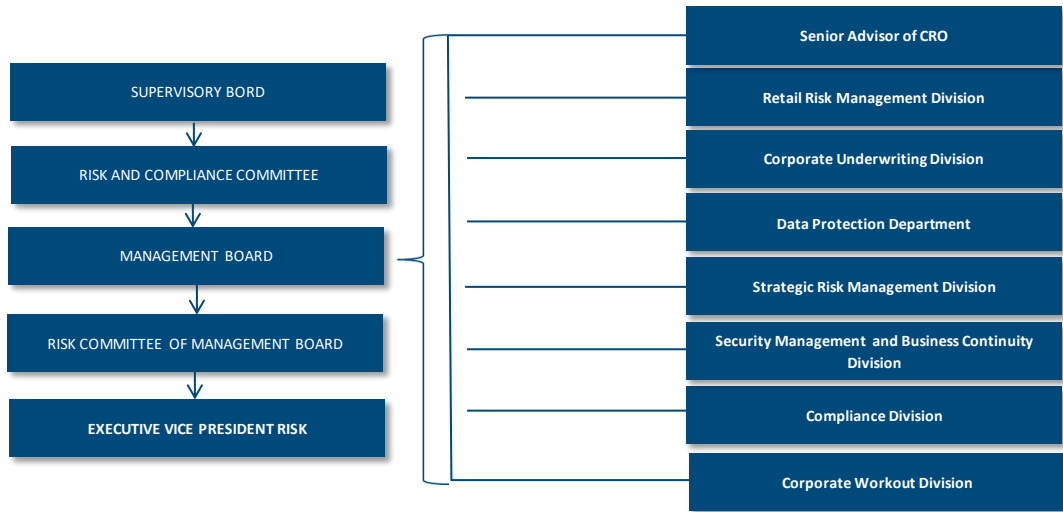 SUPERVISORY BORD
RISK AND COMPLIANCE COMMITTEE
MANAGEMENT BOARD
RISK COMMITTEE OF MANAGEMENT BOARD
EXECUTIVE VICE PRESIDENT RISK
Senior Advisor of CRO
Retail Risk Management Division
Corporate Underwriting Division
Data Protection Department
Strategic Risk Management Division
Security Management and Business Continuity
Division
Compliance Division
Corporate Workout Division